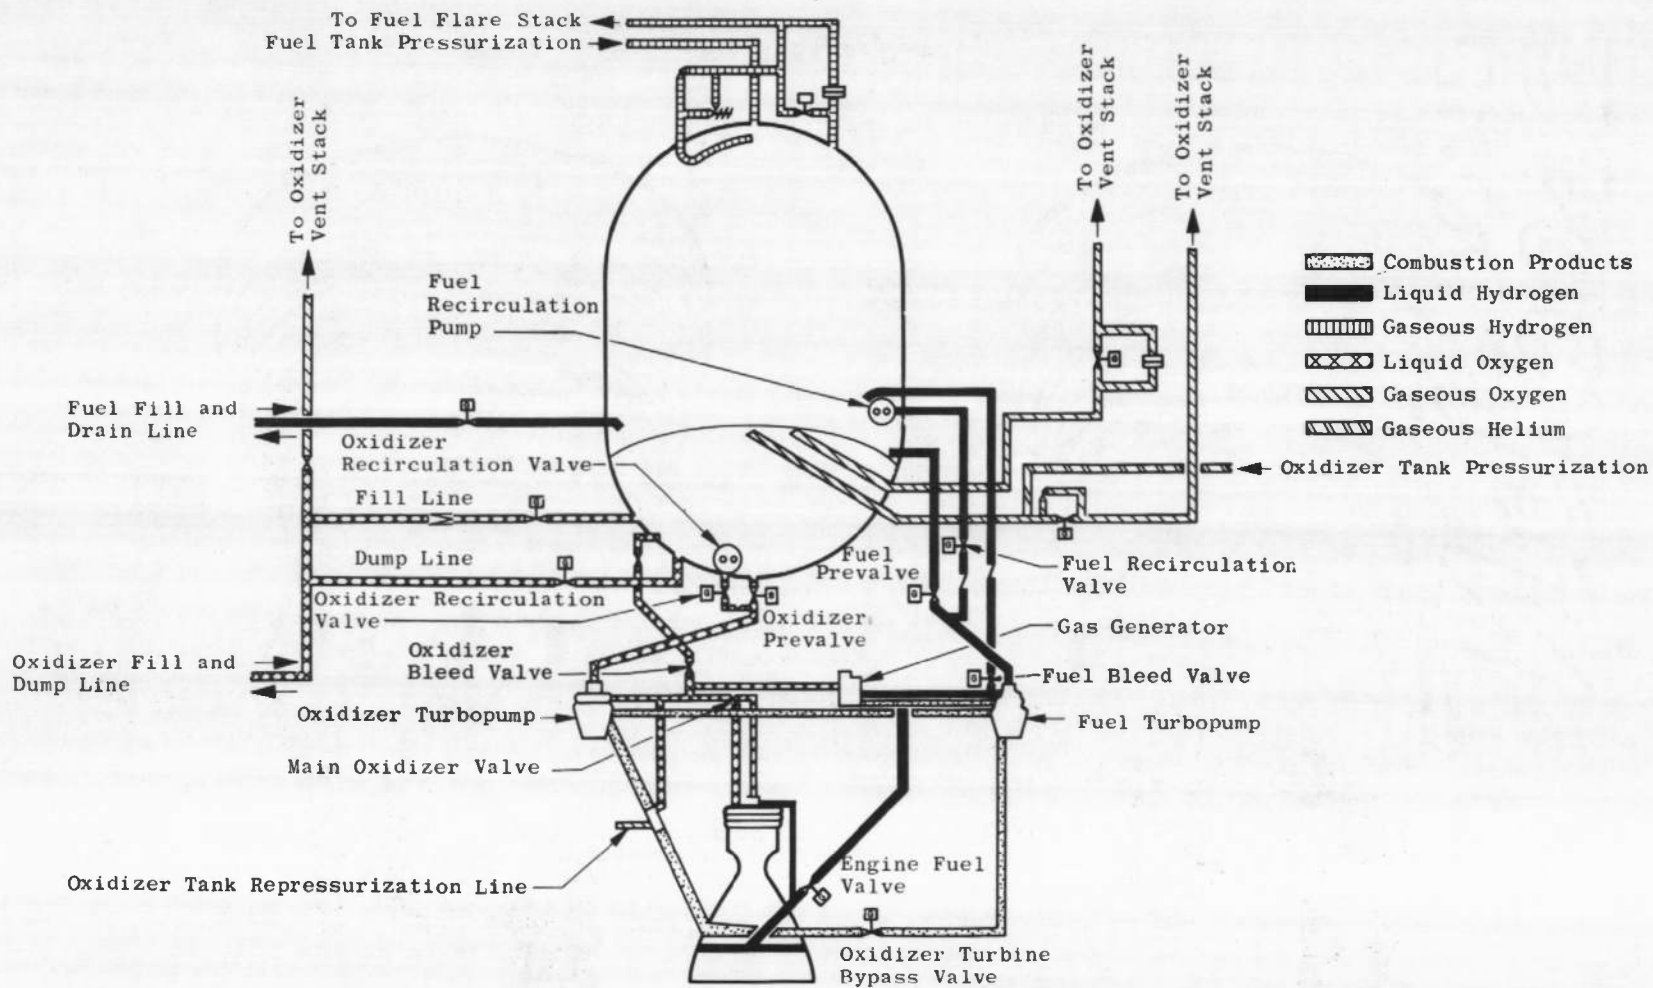 To Fuel Flare Stack
Fuel Tank Pressurization
To Oxidizer
Vent Stack
To Oxidizer
Vent Stack
To Oxidizer
Vent Stack
Combustion Products
Liquid Hydrogen
Gaseous Hydrogen
Liquid Oxygen
Gaseous Oxygen
Gaseous Helium
Fuel
Recirculation
Pump
Fuel Fill and
Drain Line
Oxidizer
Recirculation Valve
Oxidizer Tank Pressurization
Fill Line
Dump Line
Fuel
Prevalve
Fuel Recirculation
Valve
Oxidizer Recirculation
Valve
Oxidizer
Prevalve
Gas Generator
Oxidizer
Bleed Valve
Oxidizer Fill and
Dump Line
Fuel Bleed Valve
Oxidizer Turbopump
Fuel Turbopump
Main Oxidizer Valve
Engine Fuel
Valve
Oxidizer Tank Repressurization Line
Oxidizer Turbine
Bypass Valve